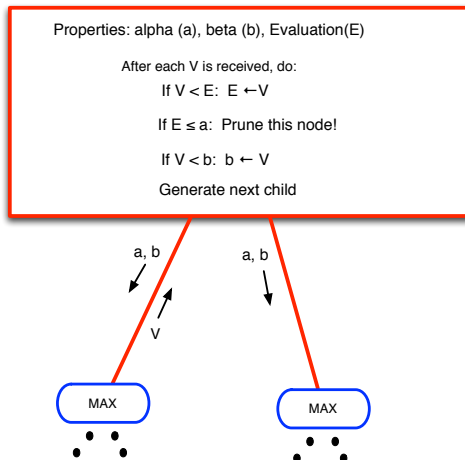 Properties: alpha (a), beta (b), Evaluation(E)
After each V is received, do:
If V < E: E ←V
If E ≤ a: Prune this node!
If V < b: b ← V
Generate next child
a, b
a, b
V
MAX
MAX